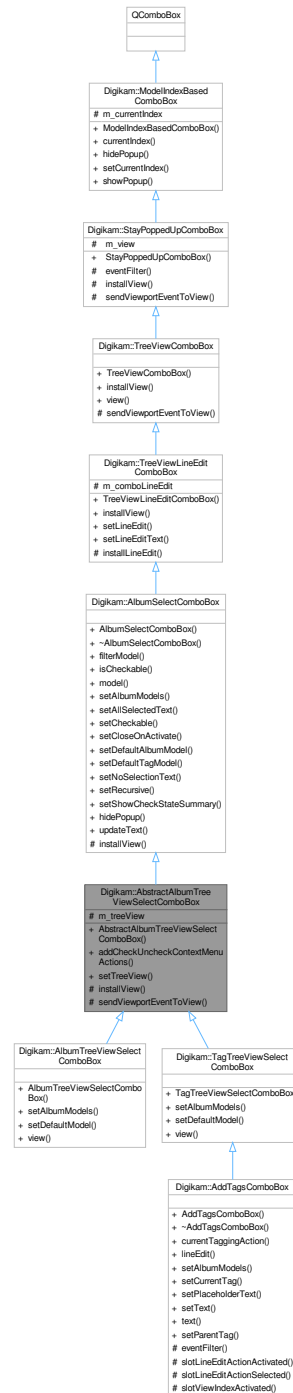 QComboBox
Digikam::ModelIndexBased
ComboBox
# m_currentIndex
+ ModelIndexBasedComboBox()
+ currentIndex()
+ hidePopup()
+ setCurrentIndex()
+ showPopup()
Digikam::StayPoppedUpComboBox
# m_view
+ StayPoppedUpComboBox()
# eventFilter()
# installView()
# sendViewportEventToView()
Digikam::TreeViewComboBox
+ TreeViewComboBox()
+ installView()
+ view()
# sendViewportEventToView()
Digikam::TreeViewLineEdit
ComboBox
# m_comboLineEdit
+ TreeViewLineEditComboBox()
+ installView()
+ setLineEdit()
+ setLineEditText()
# installLineEdit()
Digikam::AlbumSelectComboBox
+ AlbumSelectComboBox()
+ ~AlbumSelectComboBox()
+ filterModel()
+ isCheckable()
+ model()
+ setAlbumModels()
+ setAllSelectedText()
+ setCheckable()
+ setCloseOnActivate()
+ setDefaultAlbumModel()
+ setDefaultTagModel()
+ setNoSelectionText()
+ setRecursive()
+ setShowCheckStateSummary()
+ hidePopup()
+ updateText()
# installView()
Digikam::AbstractAlbumTree
ViewSelectComboBox
# m_treeView
+ AbstractAlbumTreeViewSelect
ComboBox()
+ addCheckUncheckContextMenu
Actions()
+ setTreeView()
# installView()
# sendViewportEventToView()
Digikam::AlbumTreeViewSelect
ComboBox
+ AlbumTreeViewSelectCombo
Box()
+ setAlbumModels()
+ setDefaultModel()
+ view()
Digikam::TagTreeViewSelect
ComboBox
+ TagTreeViewSelectComboBox()
+ setAlbumModels()
+ setDefaultModel()
+ view()
Digikam::AddTagsComboBox
+ AddTagsComboBox()
+ ~AddTagsComboBox()
+ currentTaggingAction()
+ lineEdit()
+ setAlbumModels()
+ setCurrentTag()
+ setPlaceholderText()
+ setText()
+ text()
+ setParentTag()
# eventFilter()
# slotLineEditActionActivated()
# slotLineEditActionSelected()
# slotViewIndexActivated()